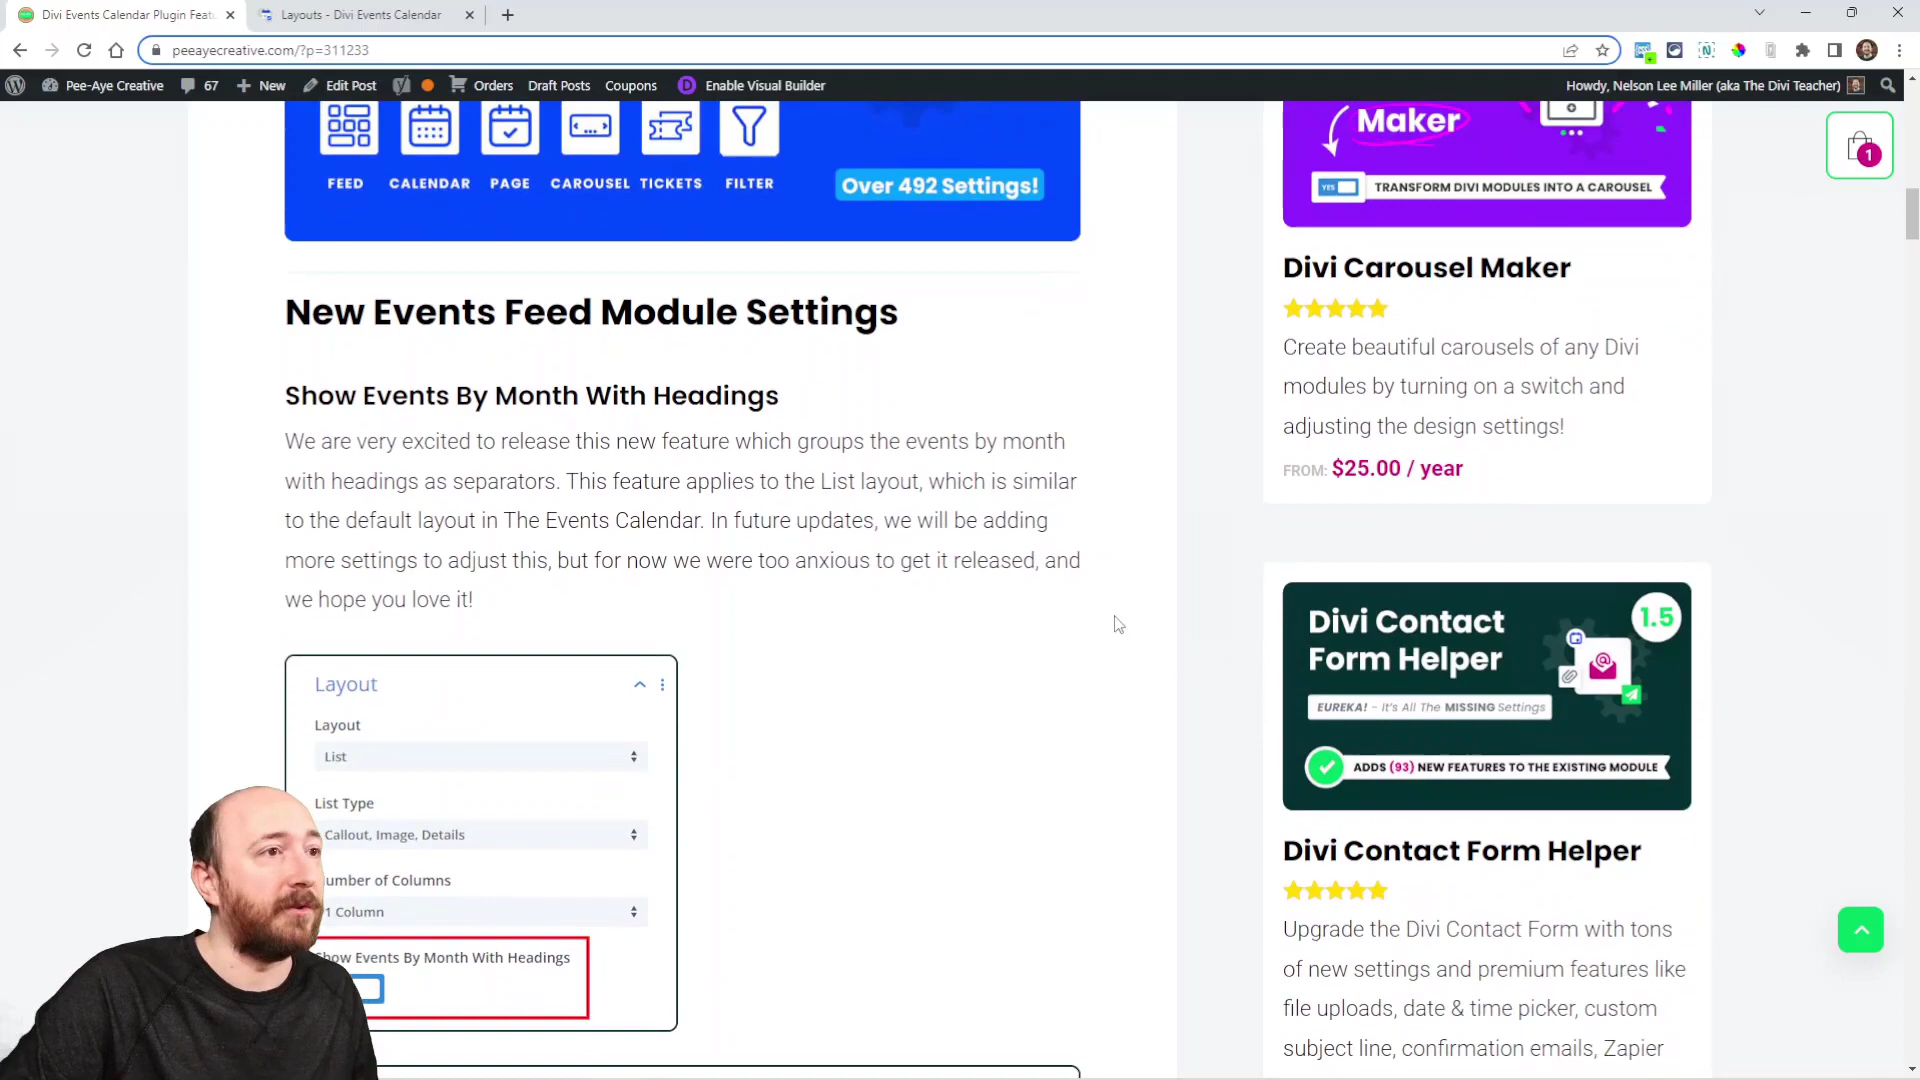 Divi Events Calendar Plugin Featu
Layouts - Divi Events Calendar
peeayecreative.com/?p=311233
Pee-Aye Creative
67
New
Edit Post
Orders
Draft Posts
Coupons
Enable Visual Builder
Howdy, Nelson Lee Miller (aka The Divi Teacher)
1
FEED
CALENDAR
PAGE
CAROUSEL
TICKETS
FILTER
Over 492 Settings!
New Events Feed Module Settings
Show Events By Month With Headings
We are very excited to release this new feature which groups the events by month
with headings as separators. This feature applies to the List layout, which is similar
to the default layout in The Events Calendar. In future updates, we will be adding
more settings to adjust this, but for now we were too anxious to get it released, and
we hope you love it!
Layout
Layout
List
List Type
Callout, Image, Details
umber of Columns
1 Column
Show Events By Month With Headings
Maker
YES
TRANSFORM DIVI MODULES INTO A CAROUSEL
Divi Carousel Maker
Create beautiful carousels of any Divi
modules by turning on a switch and
adjusting the design settings!
FROM: $25.00 / year
Divi Contact
Form Helper
1.5
EUREKA! - It's All The MISSING Settings
ADDS (93) NEW FEATURES TO THE EXISTING MODULE
Divi Contact Form Helper
Upgrade the Divi Contact Form with tons
of new settings and premium features like
file uploads, date & time picker, custom
subject line, confirmation emails, Zapier